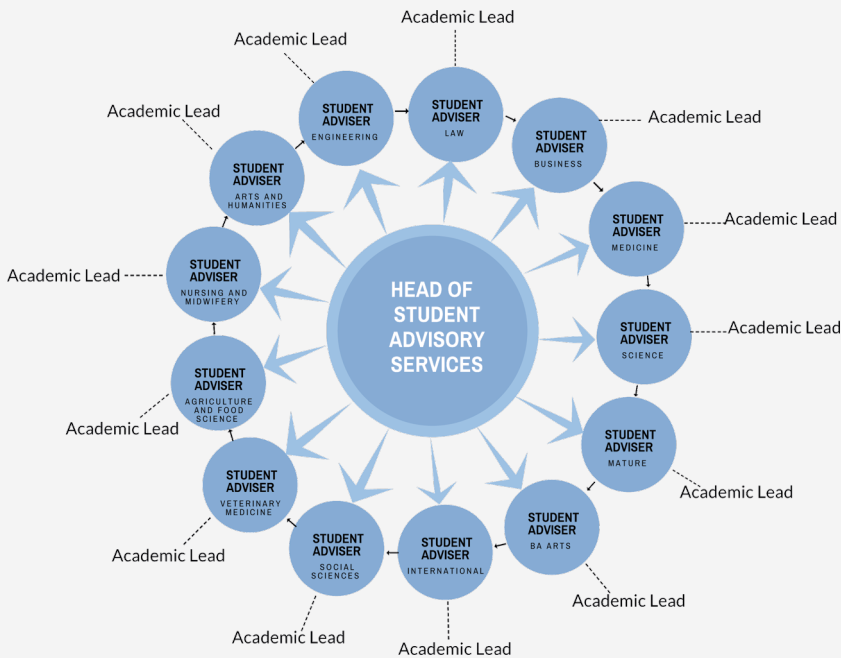 Academic Lead
Academic Lead
Academic Lead
Academic Lead
Academic Lead
Academic Lead
Academic Lead
Academic Lead
Academic Lead
Academic Lead
Academic Lead
Academic Lead
Academic Lead
HEAD OF
STUDENT
ADVISORY
SERVICES
STUDENT
ADVISER
LAW
STUDENT
ADVISER
BUSINESS
STUDENT
ADVISER
MEDICINE
STUDENT
ADVISER
SCIENCE
STUDENT
ADVISER
MATURE
STUDENT
ADVISER
BA ARTS
STUDENT
ADVISER
INTERNATIONAL
STUDENT
ADVISER
SOCIAL
SCIENCES
STUDENT
ADVISER
VETERINARY
MEDICINE
STUDENT
ADVISER
AGRICULTURE
AND FOOD
SCIENCE
STUDENT
ADVISER
NURSING AND
MIDWIFERY
STUDENT
ADVISER
ARTS AND
HUMANITIES
STUDENT
ADVISER
ENGINEERING